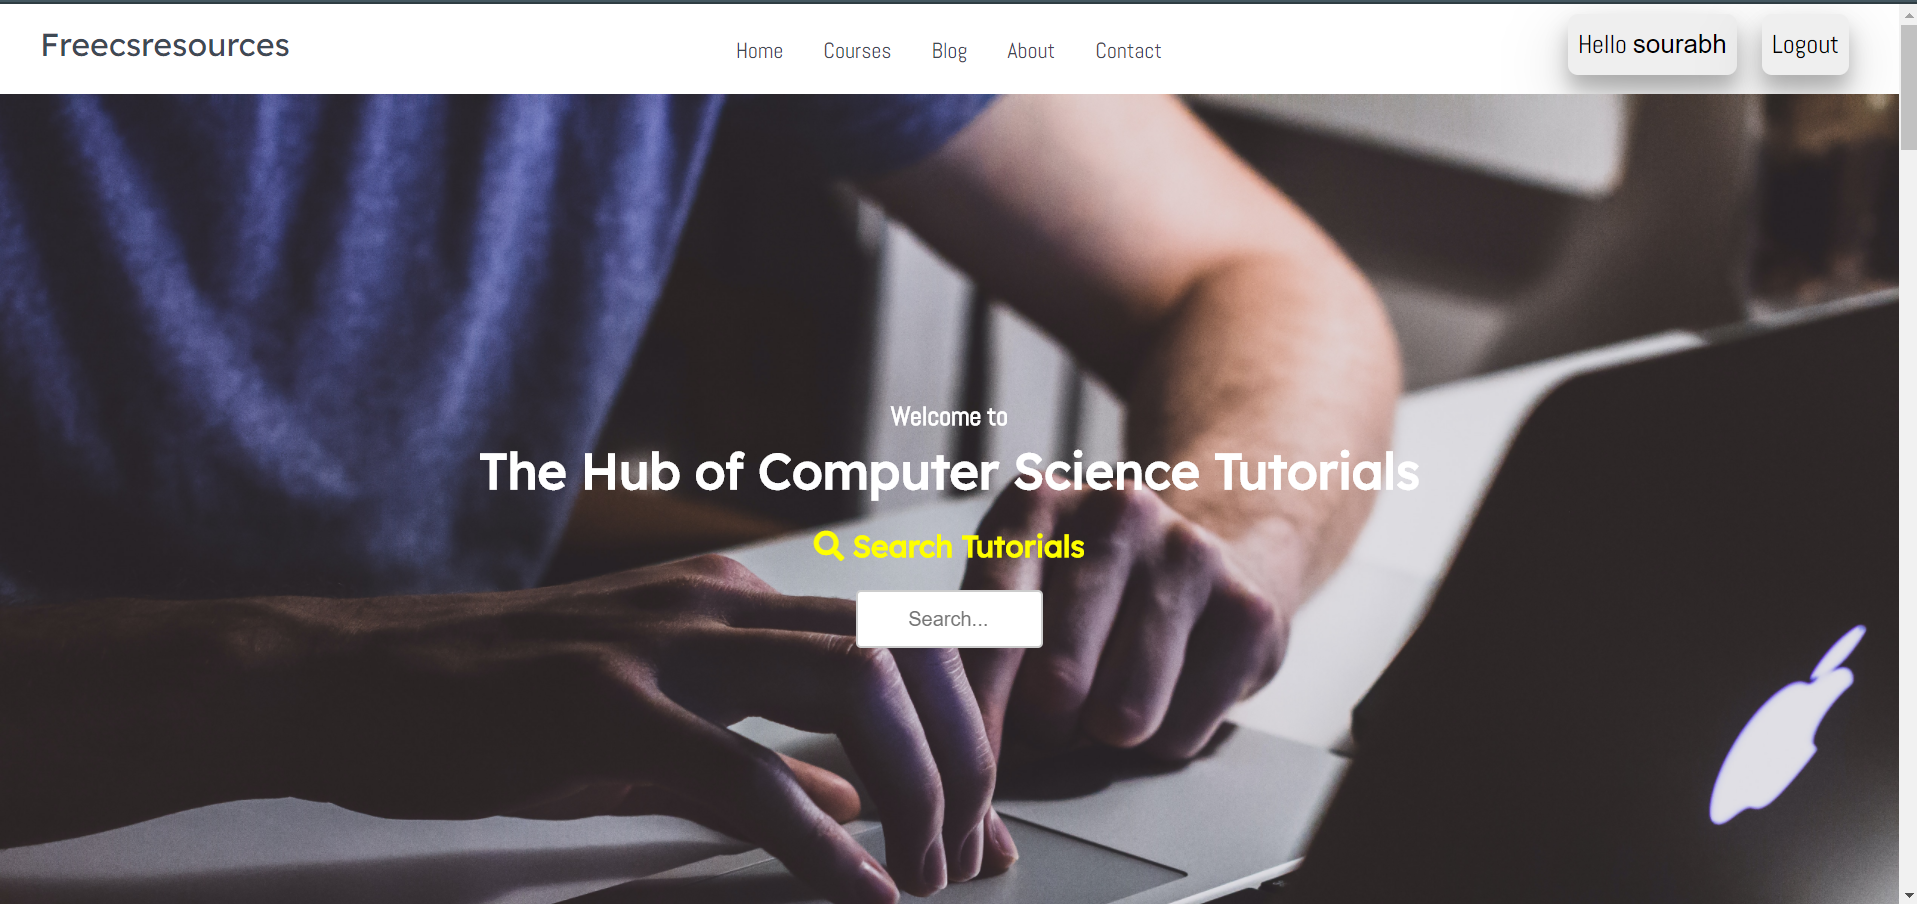 Freecsresources
Home Courses Blog About Contact
Hello sourabh Logout
Welcome to
The Hub of Computer Science Tutorials
Search Tutorials
Search...